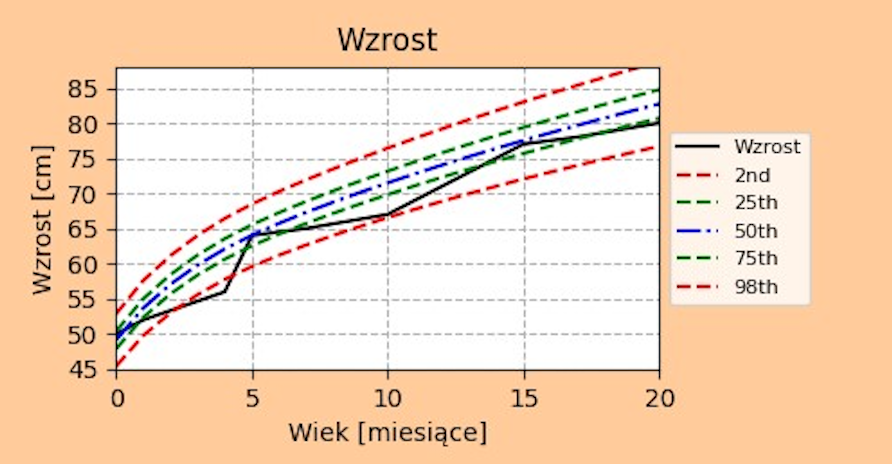 Wzrost
85
80
75
70
65
60
55
50
45
Wzrost [cm]
0 5 10 15 20
Wiek [miesiące]
Wzrost
2nd
25th
50th
75th
98th